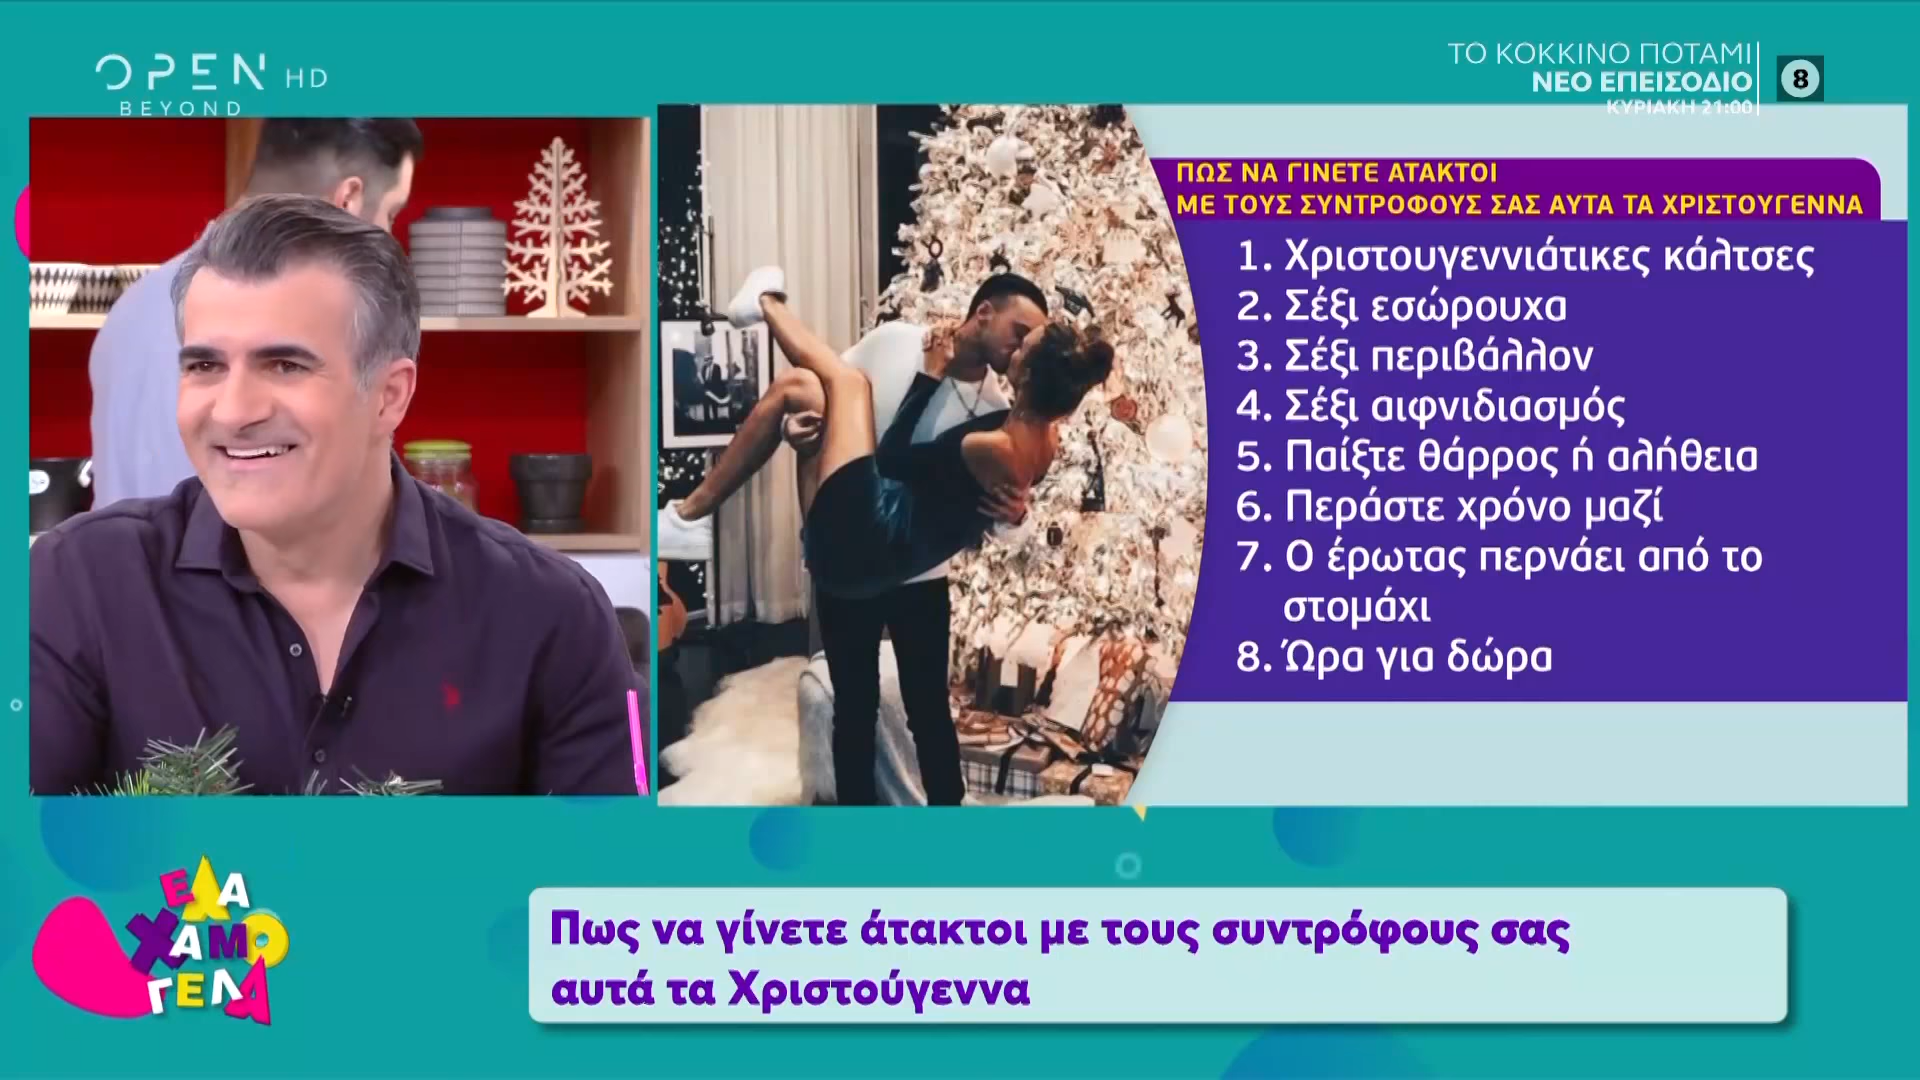 OPEN HD
BEYOND
ΤΟ ΚΟΚΚΙΝΟ ΠΟΤΑΜΙ
ΝΕΟ ΕΠΕΙΣΟΔΙΟ
ΚΥΡΙΑΚΗ 21:00
8
ΠΩΣ ΝΑ ΓΙΝΕΤΕ ΑΤΑΚΤΟΙ
ΜΕ ΤΟΥΣ ΣΥΝΤΡΟΦΟΥΣ ΣΑΣ ΑΥΤΑ ΤΑ ΧΡΙΣΤΟΥΓΕΝΝΑ
1. Χριστουγεννιάτικες κάλτσες
2. Σέξι εσώρουχα
3. Σέξι περιβάλλον
4. Σέξι αιφνιδιασμός
5. Παίξτε θάρρος ή αλήθεια
6. Περάστε χρόνο μαζί
7. Ο έρωτας περνάει από το
στομάχι
8. Ώρα για δώρα
ΕΛΑ
ΧΑΜΟ
ΓΕΛΑ
Πως να γίνετε άτακτοι με τους συντρόφους σας
αυτά τα Χριστούγεννα